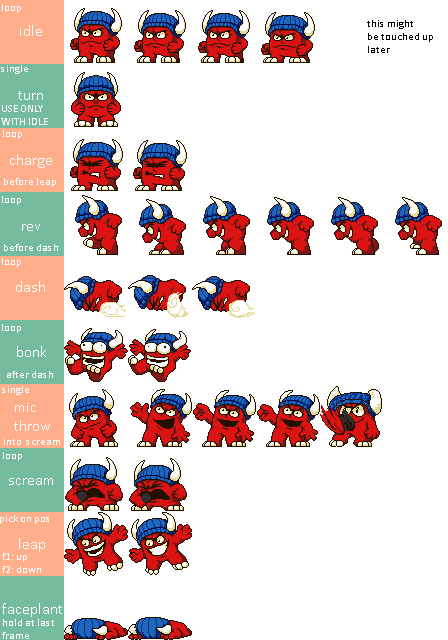 loop
idle
this might
be touched up
later
single
turn
USE ONLY
WITH IDLE
loop
charge
before leap
loop
rev
before dash
loop
dash
loop
bonk
after dash
single
mic
throw
into scream
loop
scream
pick on pos
leap
f1: up
f2: down
faceplant
hold at last
frame